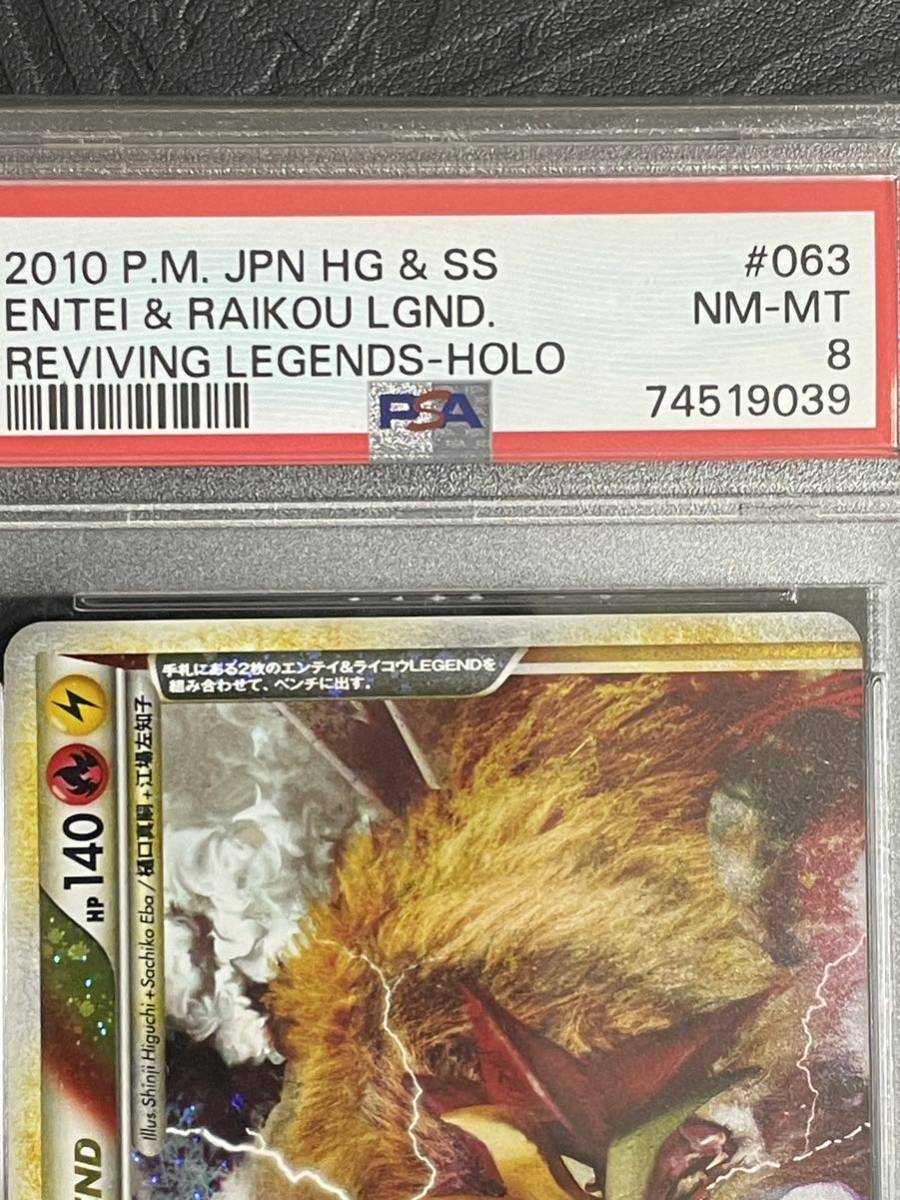 2010 P.M. JPN HG & SS
#063
ENTEI & RAIKOU LGND.
NM-MT
REVIVING LEGENDS-HOLO
8
PSA
74519039
手札にある2枚のエンテイ&ライコウLEGENDを
組み合わせて、ベンチに出す。
HP 140
Illus. Shinji Higuchi + Sachiko Eba / 樋口真嗣 + 江場左知子
END